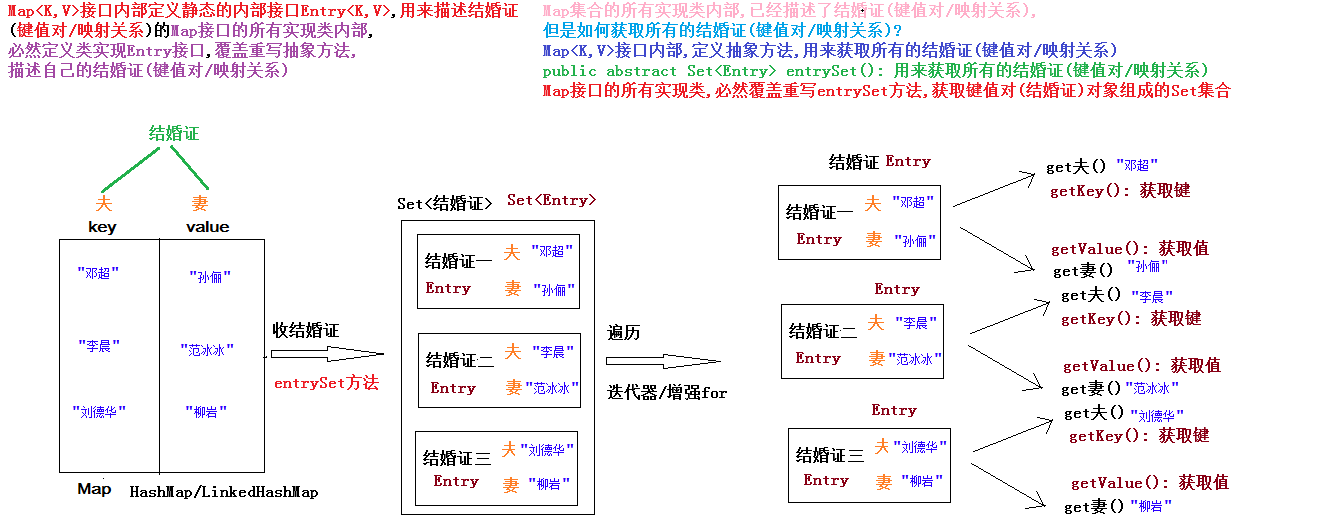 Map<K,V>接口内部定义静态的内部接口Entry<K,V>,用来描述结婚证
(键值对/映射关系)的Map接口的所有实现类内部,
必然定义类实现Entry接口,覆盖重写抽象方法,
描述自己的结婚证(键值对/映射关系)
Map集合的所有实现类内部,已经描述了结婚证(键值对/映射关系),
但是如何获取所有的结婚证(键值对/映射关系)?
Map<K,V>接口内部,定义抽象方法,用来获取所有的结婚证(键值对/映射关系)
public abstract Set<Entry> entrySet(): 用来获取所有的结婚证(键值对/映射关系)
Map接口的所有实现类,必然覆盖重写entrySet方法,获取键值对(结婚证)对象组成的Set集合
结婚证
夫 妻
key value
"邓超" "孙俪"
"李晨" "范冰冰"
"刘德华" "柳岩"
Map HashMap/LinkedHashMap
收结婚证
entrySet方法
Set<结婚证> Set<Entry>
结婚证一 夫 "邓超"
Entry 妻 "孙俪"
结婚证二 夫 "李晨"
Entry 妻 "范冰冰"
结婚证三 夫 "刘德华"
Entry 妻 "柳岩"
遍历
迭代器/增强for
结婚证 Entry
结婚证一 夫 "邓超"
Entry 妻 "孙俪"
get夫() "邓超"
getKey(): 获取键
getValue(): 获取值
get妻() "孙俪"
Entry
结婚证二 夫 "李晨"
Entry 妻 "范冰冰"
get夫() "李晨"
getKey(): 获取键
getValue(): 获取值
get妻() "范冰冰"
Entry
结婚证三 夫 "刘德华"
Entry 妻 "柳岩"
get夫() "刘德华"
getKey(): 获取键
getValue(): 获取值
get妻() "柳岩"